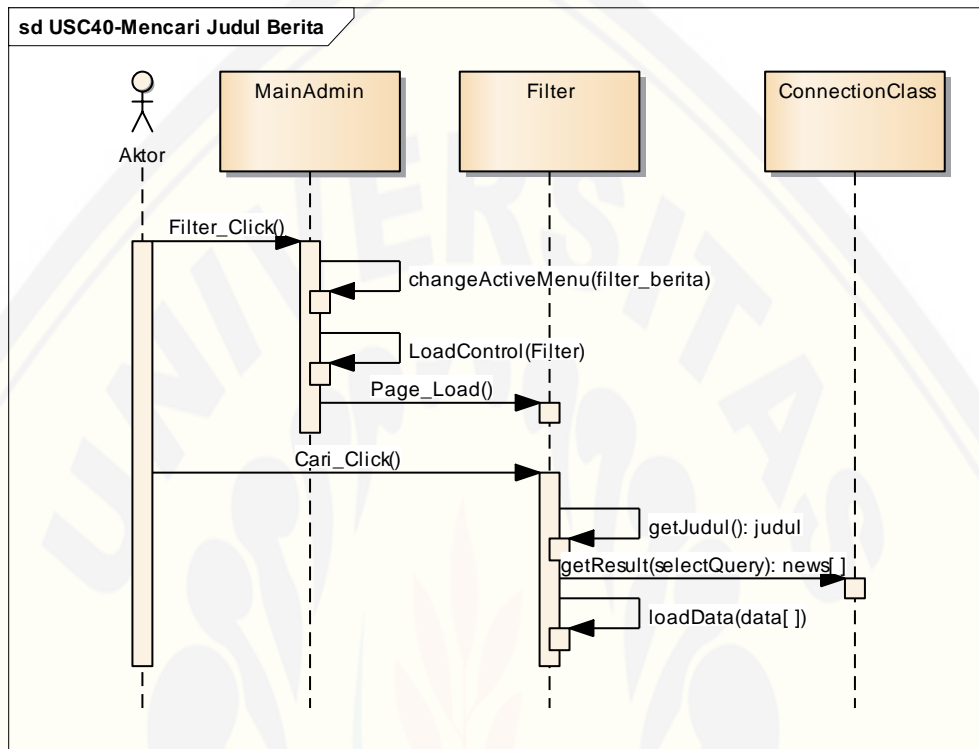 sd USC40-Mencari Judul Berita
MainAdmin
Filter
ConnectionClass
Aktor
Filter_Click()
changeActiveMenu(filter_berita)
LoadControl(Filter)
Page_Load()
Cari_Click()
getJudul(): judul
getResult(selectQuery): news[ ]
loadData(data[ ])
UNIVERSITAS